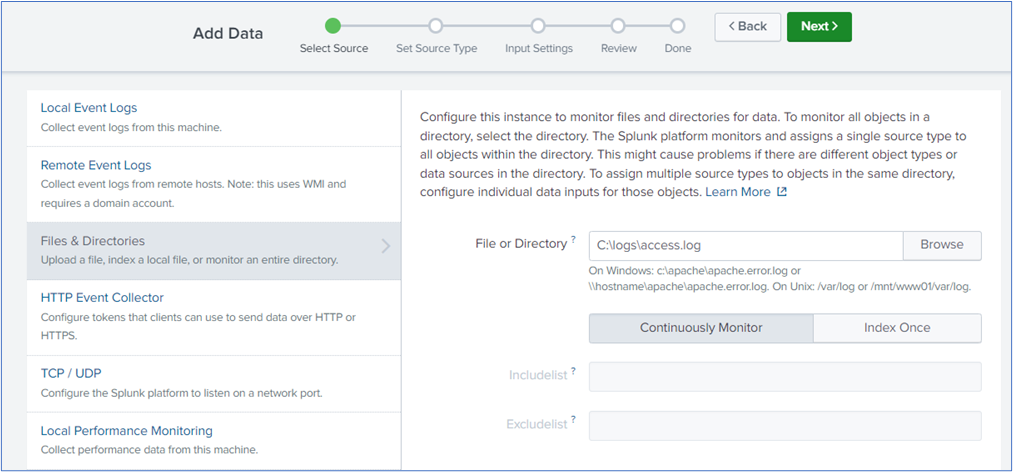 Add Data
Select Source
Set Source Type
Input Settings
Review
Done
< Back
Next >
Local Event Logs
Collect event logs from this machine.
Remote Event Logs
Collect event logs from remote hosts. Note: this uses WMI and
requires a domain account.
Files & Directories
Upload a file, index a local file, or monitor an entire directory.
HTTP Event Collector
Configure tokens that clients can use to send data over HTTP or
HTTPS.
TCP / UDP
Configure the Splunk platform to listen on a network port.
Local Performance Monitoring
Collect performance data from this machine.
Configure this instance to monitor files and directories for data. To monitor all objects in a
directory, select the directory. The Splunk platform monitors and assigns a single source type to
all objects within the directory. This might cause problems if there are different object types or
data sources in the directory. To assign multiple source types to objects in the same directory,
configure individual data inputs for those objects. Learn More
File or Directory ?
C:\logs\access.log
Browse
On Windows: c:\apache\apache.error.log or
\\hostname\apache\apache.error.log. On Unix: /var/log or /mnt/www01/var/log.
Continuously Monitor
Index Once
Includelist ?
Excludelist ?